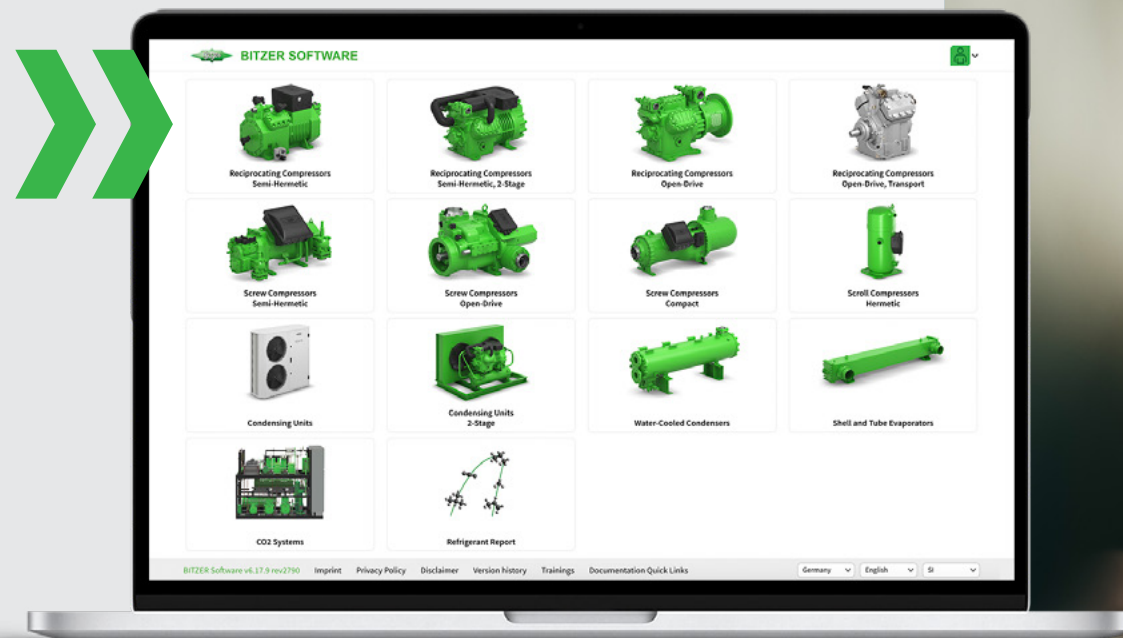 BITZER SOFTWARE
Reciprocating Compressors
Semi-Hermetic
Reciprocating Compressors
Semi-Hermetic, 2-Stage
Reciprocating Compressors
Open-Drive
Reciprocating Compressors
Open-Drive, Transport
Screw Compressors
Semi-Hermetic
Screw Compressors
Open-Drive
Screw Compressors
Compact
Scroll Compressors
Hermetic
Condensing Units
Condensing Units
2-Stage
Water-Cooled Condensers
Shell and Tube Evaporators
CO2 Systems
Refrigerant Report
BITZER Software v6.17.9 rev2790 Imprint Privacy Policy Disclaimer Version history Trainings Documentation Quick Links Germany English SI